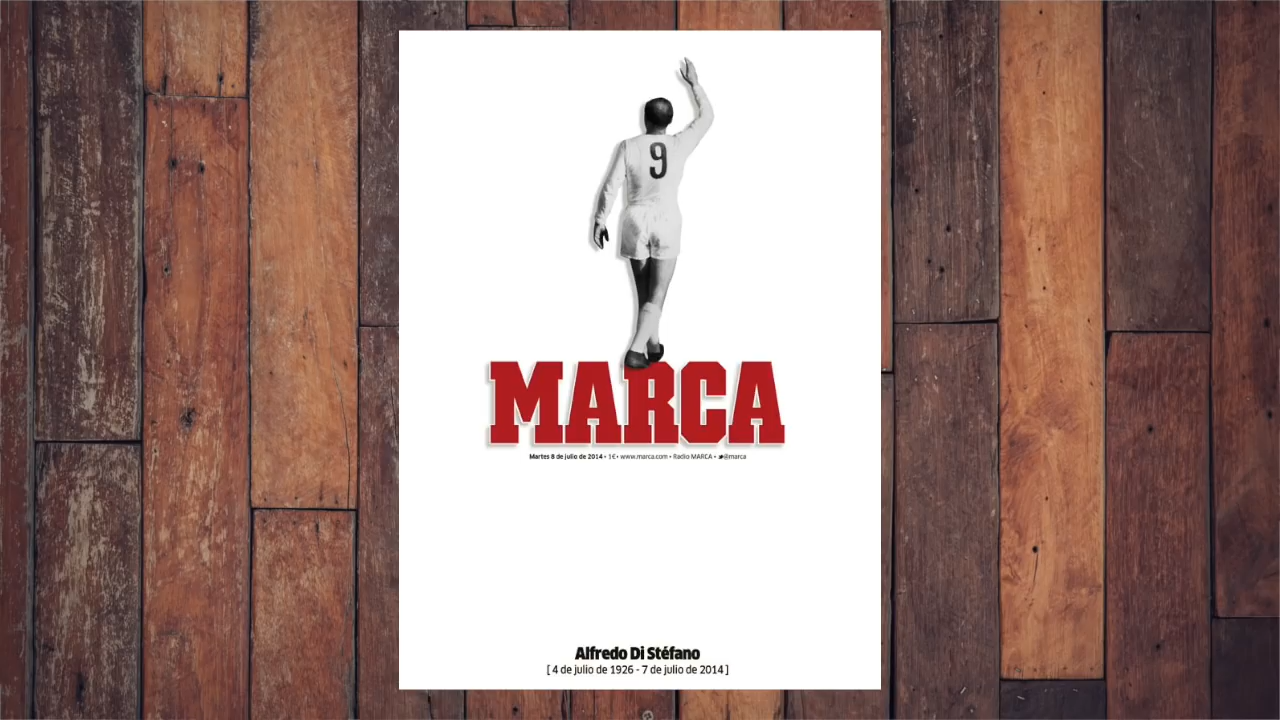 9
MARCA
Martes 8 de julio de 2014 • 1€ • www.marca.com • Radio MARCA • @marca
Alfredo Di Stéfano
[ 4 de julio de 1926 - 7 de julio de 2014 ]